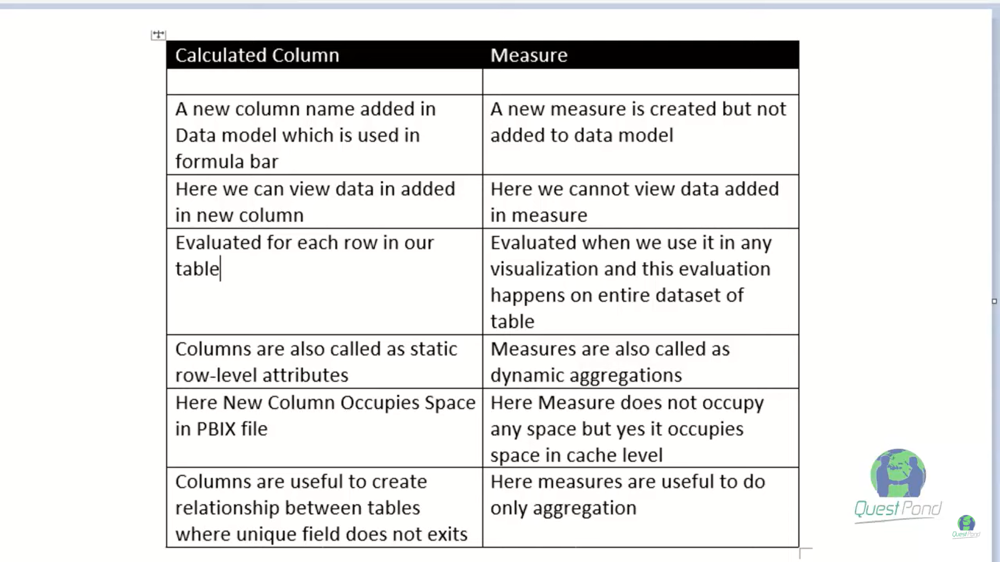 Calculated Column
Measure
A new column name added in
Data model which is used in
formula bar
A new measure is created but not
added to data model
Here we can view data in added
in new column
Here we cannot view data added
in measure
Evaluated for each row in our
table
Evaluated when we use it in any
visualization and this evaluation
happens on entire dataset of
table
Columns are also called as static
row-level attributes
Measures are also called as
dynamic aggregations
Here New Column Occupies Space
in PBIX file
Here Measure does not occupy
any space but yes it occupies
space in cache level
Columns are useful to create
relationship between tables
where unique field does not exits
Here measures are useful to do
only aggregation
QuestPond
QuestPond